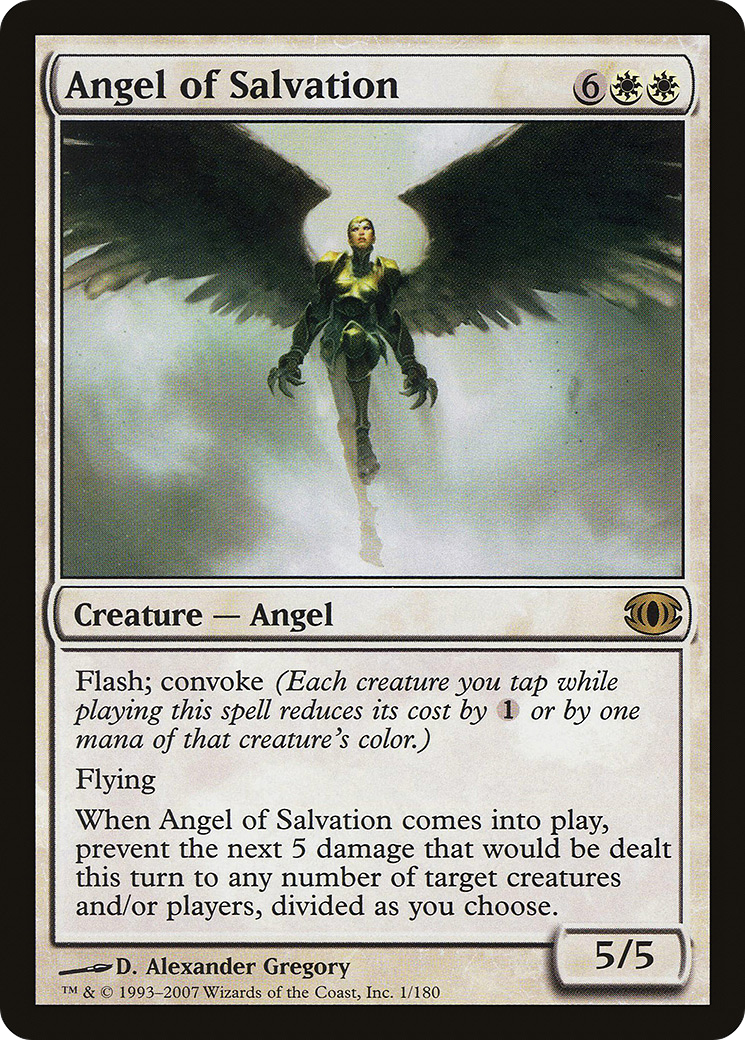 Angel of Salvation 6
Creature — Angel
Flash; convoke (Each creature you tap while
playing this spell reduces its cost by 1 or by one
mana of that creature's color.)
Flying
When Angel of Salvation comes into play,
prevent the next 5 damage that would be dealt
this turn to any number of target creatures
and/or players, divided as you choose.
5/5
D. Alexander Gregory
™ & © 1993–2007 Wizards of the Coast, Inc. 1/180